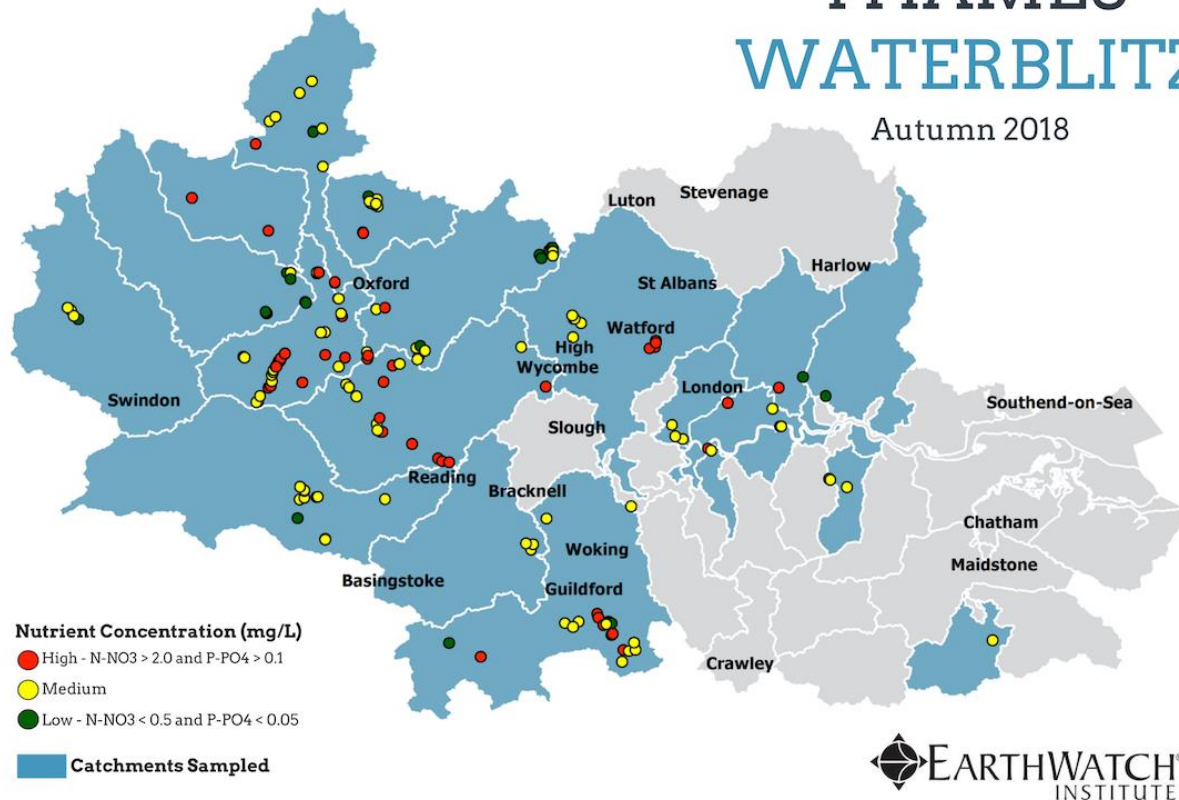 THAMES
WATERBLITZ
Autumn 2018
Luton
Stevenage
Harlow
Oxford
St Albans
Watford
High
Wycombe
London
Swindon
Southend-on-Sea
Slough
Reading
Bracknell
Chatham
Woking
Maidstone
Basingstoke
Guildford
Crawley
Nutrient Concentration (mg/L)
High - N-NO3 > 2.0 and P-PO4 > 0.1
Medium
Low - N-NO3 < 0.5 and P-PO4 < 0.05
Catchments Sampled
EARTHWATCH
INSTITUTE